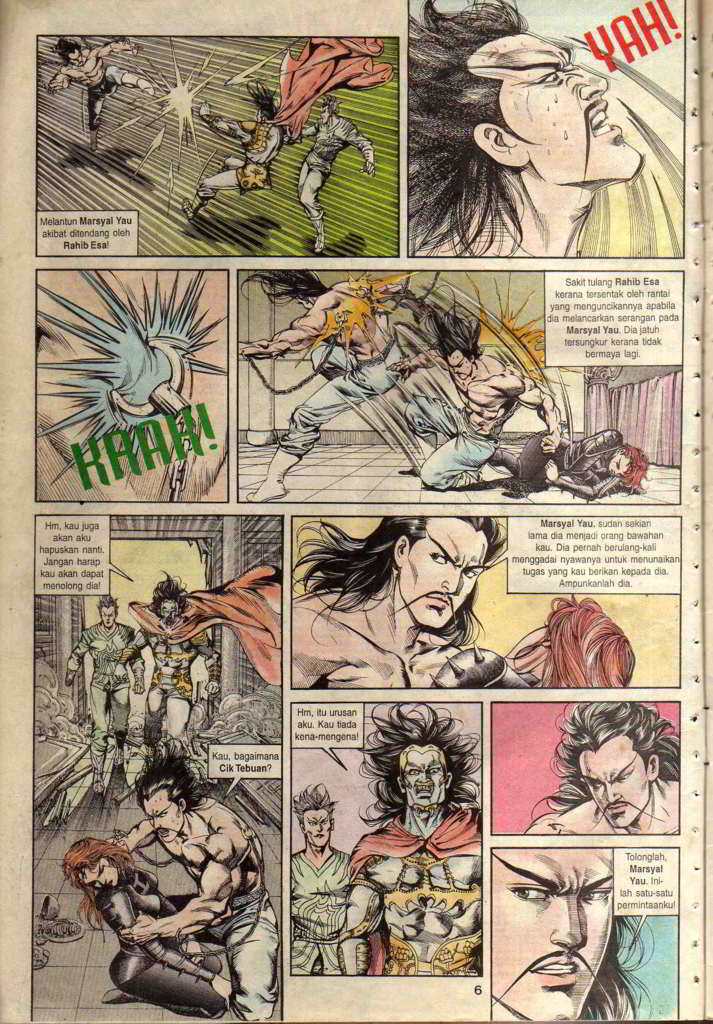 YAH!
Melantun Marsyal Yau
akibat ditendang oleh
Rahib Esa!
KAAH!
Sakit tulang Rahib Esa
kerana tersentak oleh rantai
yang menguncikannya apabila
dia melancarkan serangan pada
Marsyal Yau. Dia jatuh
tersungkur kerana tidak
bermaya lagi.
Hm, kau juga
akan aku
hapuskan nanti.
Jangan harap
kau akan dapat
menolong dia!
Kau, bagaimana
Cik Tebuan?
Marsyal Yau, sudah sekian
lama dia menjadi orang bawahan
kau. Dia pernah berulang-kali
menggadai nyawanya untuk menunaikan
tugas yang kau berikan kepada dia.
Ampunkanlah dia.
Hm, itu urusan
aku. Kau tiada
kena-mengena!
Tolonglah,
Marsyal
Yau. Ini-
lah satu-satu
permintaanku!
6